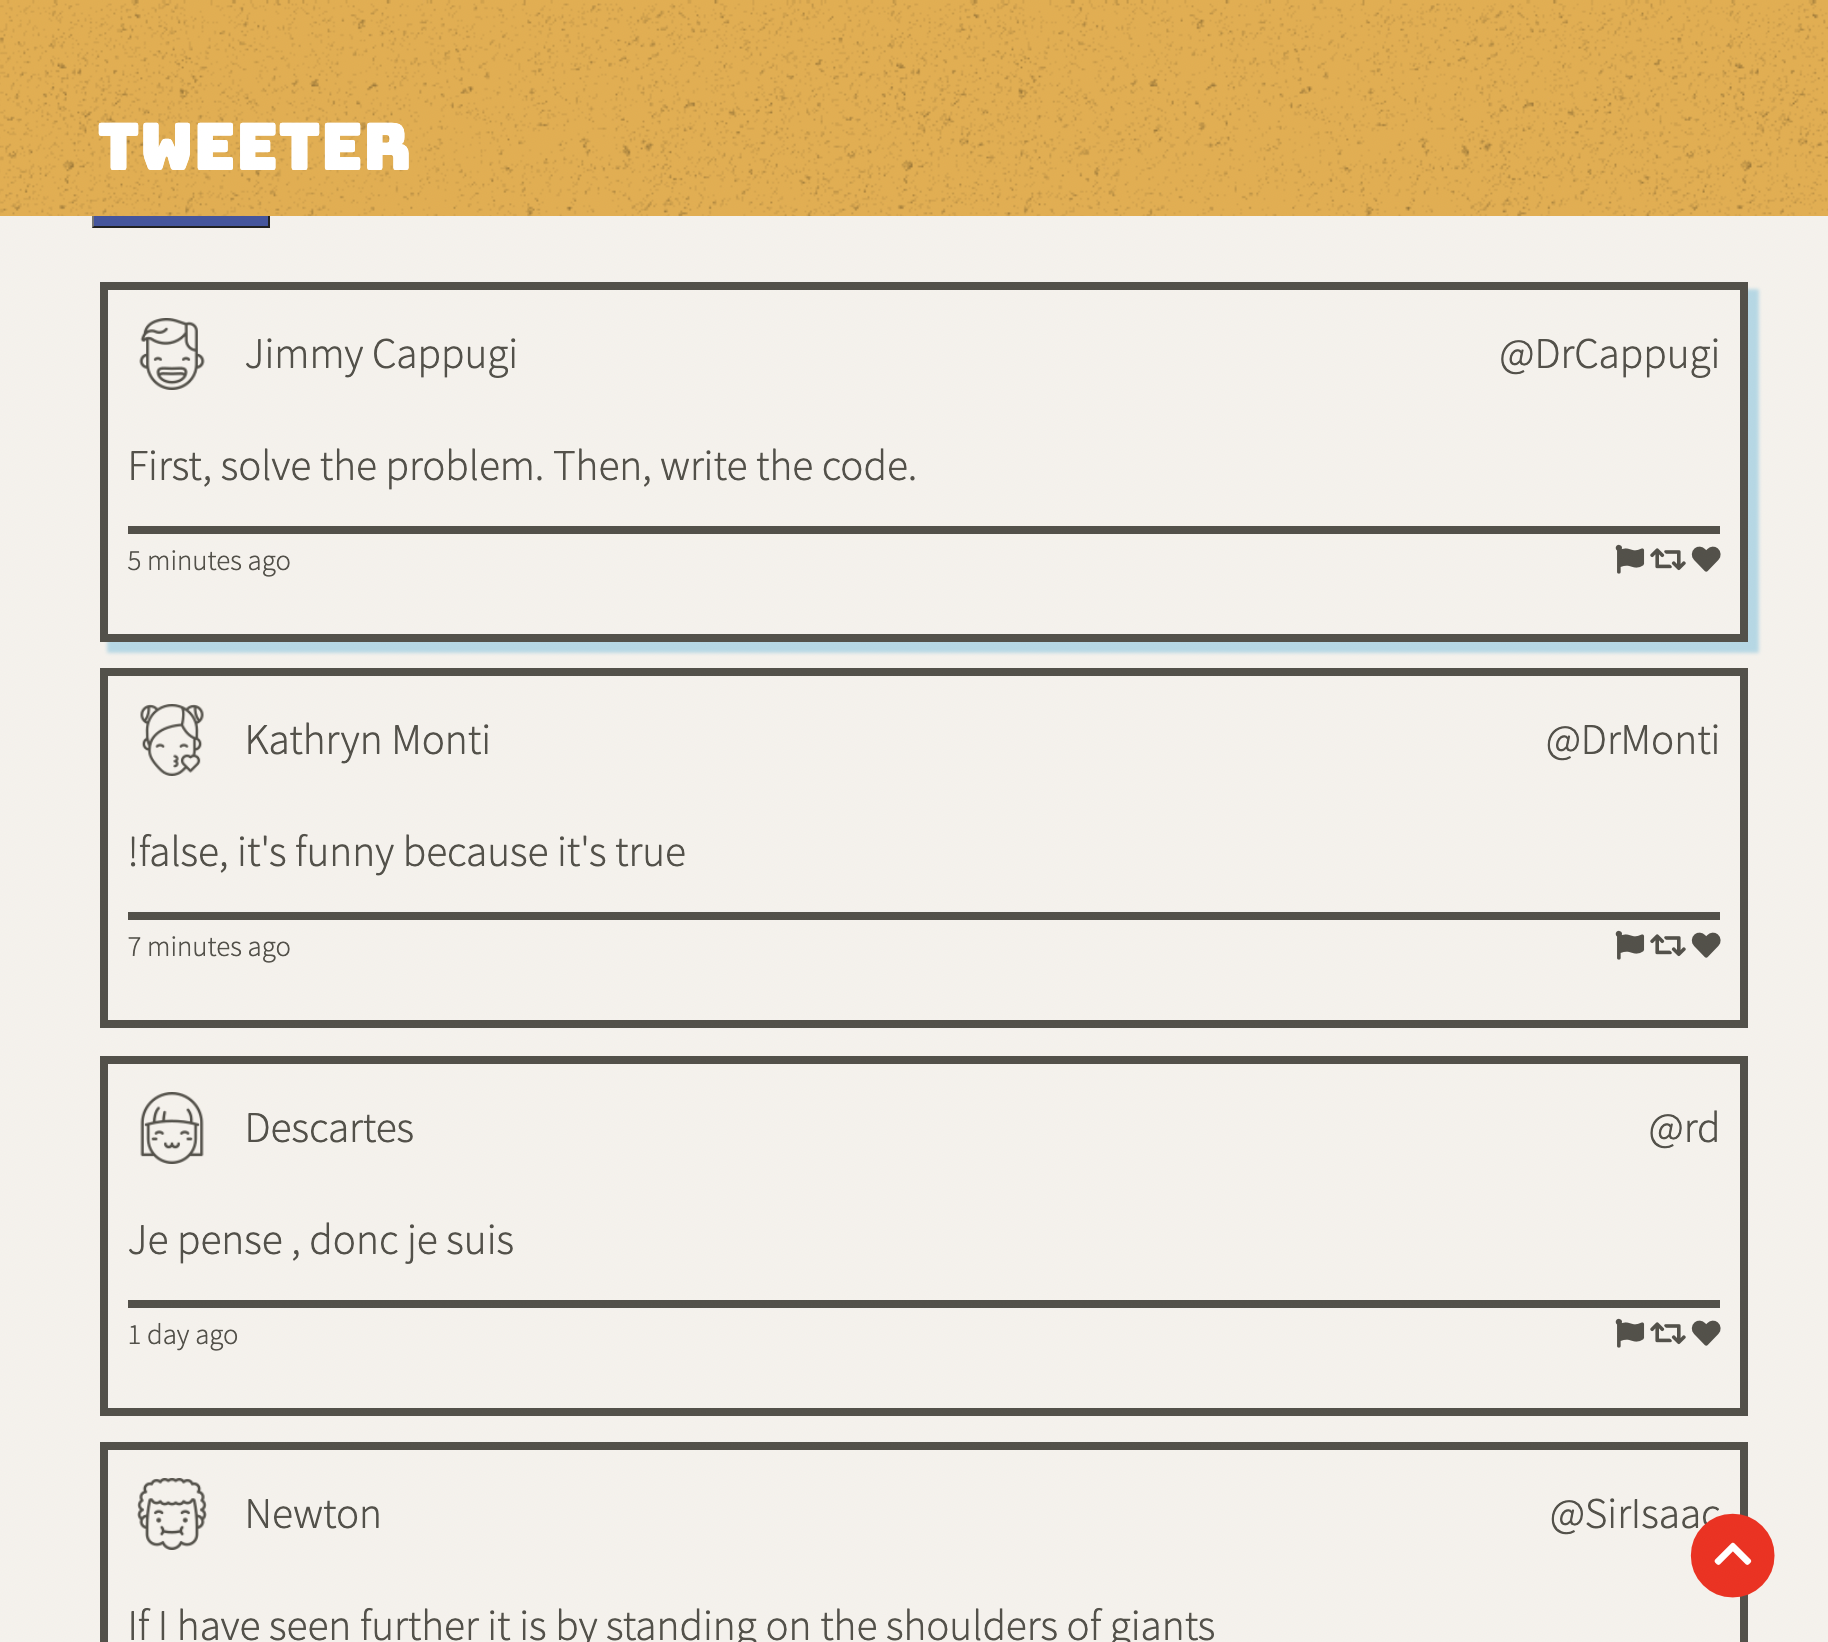 TWEETER
Jimmy Cappugi @DrCappugi
First, solve the problem. Then, write the code.
5 minutes ago
Kathryn Monti @DrMonti
!false, it's funny because it's true
7 minutes ago
Descartes @rd
Je pense , donc je suis
1 day ago
Newton @SirIsaac
If I have seen further it is by standing on the shoulders of giants